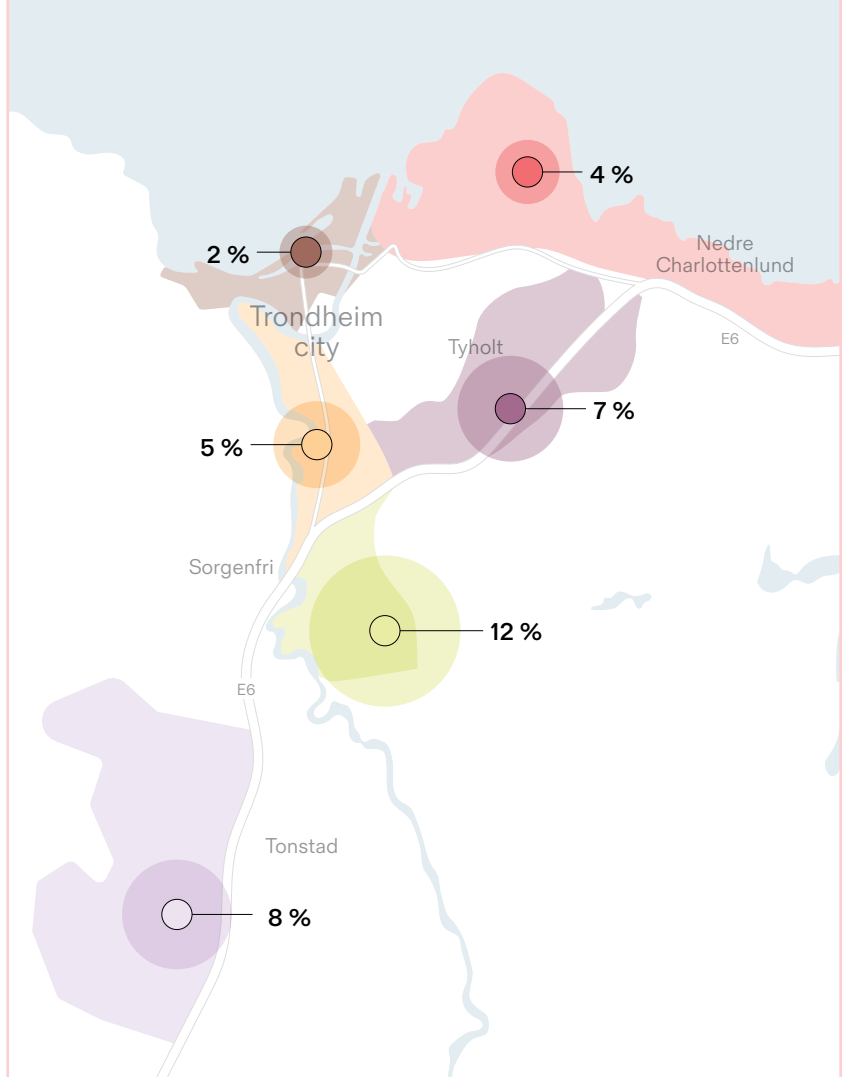 4 %
Nedre
Charlottenlund
2 %
Trondheim
city
E6
Tyholt
7 %
5 %
Sorgenfri
12 %
E6
Tonstad
8 %